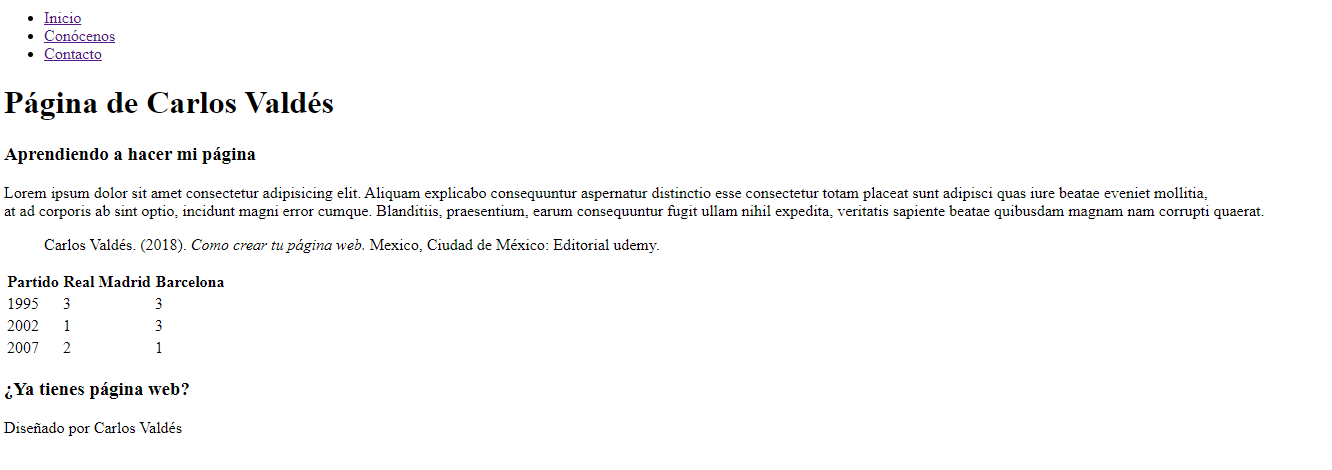 Inicio
Conócenos
Contacto
Página de Carlos Valdés
Aprendiendo a hacer mi página
Lorem ipsum dolor sit amet consectetur adipisicing elit. Aliquam explicabo consequuntur aspernatur distinctio esse consectetur totam placeat sunt adipisci quas iure beatae eveniet mollitia,
at ad corporis ab sint optio, incidunt magni error cumque. Blanditiis, praesentium, earum consequuntur fugit ullam nihil expedita, veritatis sapiente beatae quibusdam magnam nam corrupti quaerat.
Carlos Valdés. (2018). Como crear tu página web. Mexico, Ciudad de México: Editorial udemy.
Partido Real Madrid Barcelona
1995 3 3
2002 1 3
2007 2 1
¿Ya tienes página web?
Diseñado por Carlos Valdés